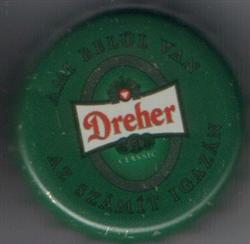 AMI BELÜL VAN
Dreher
CLASSIC
AZ SZÁMÍT IGAZÁN